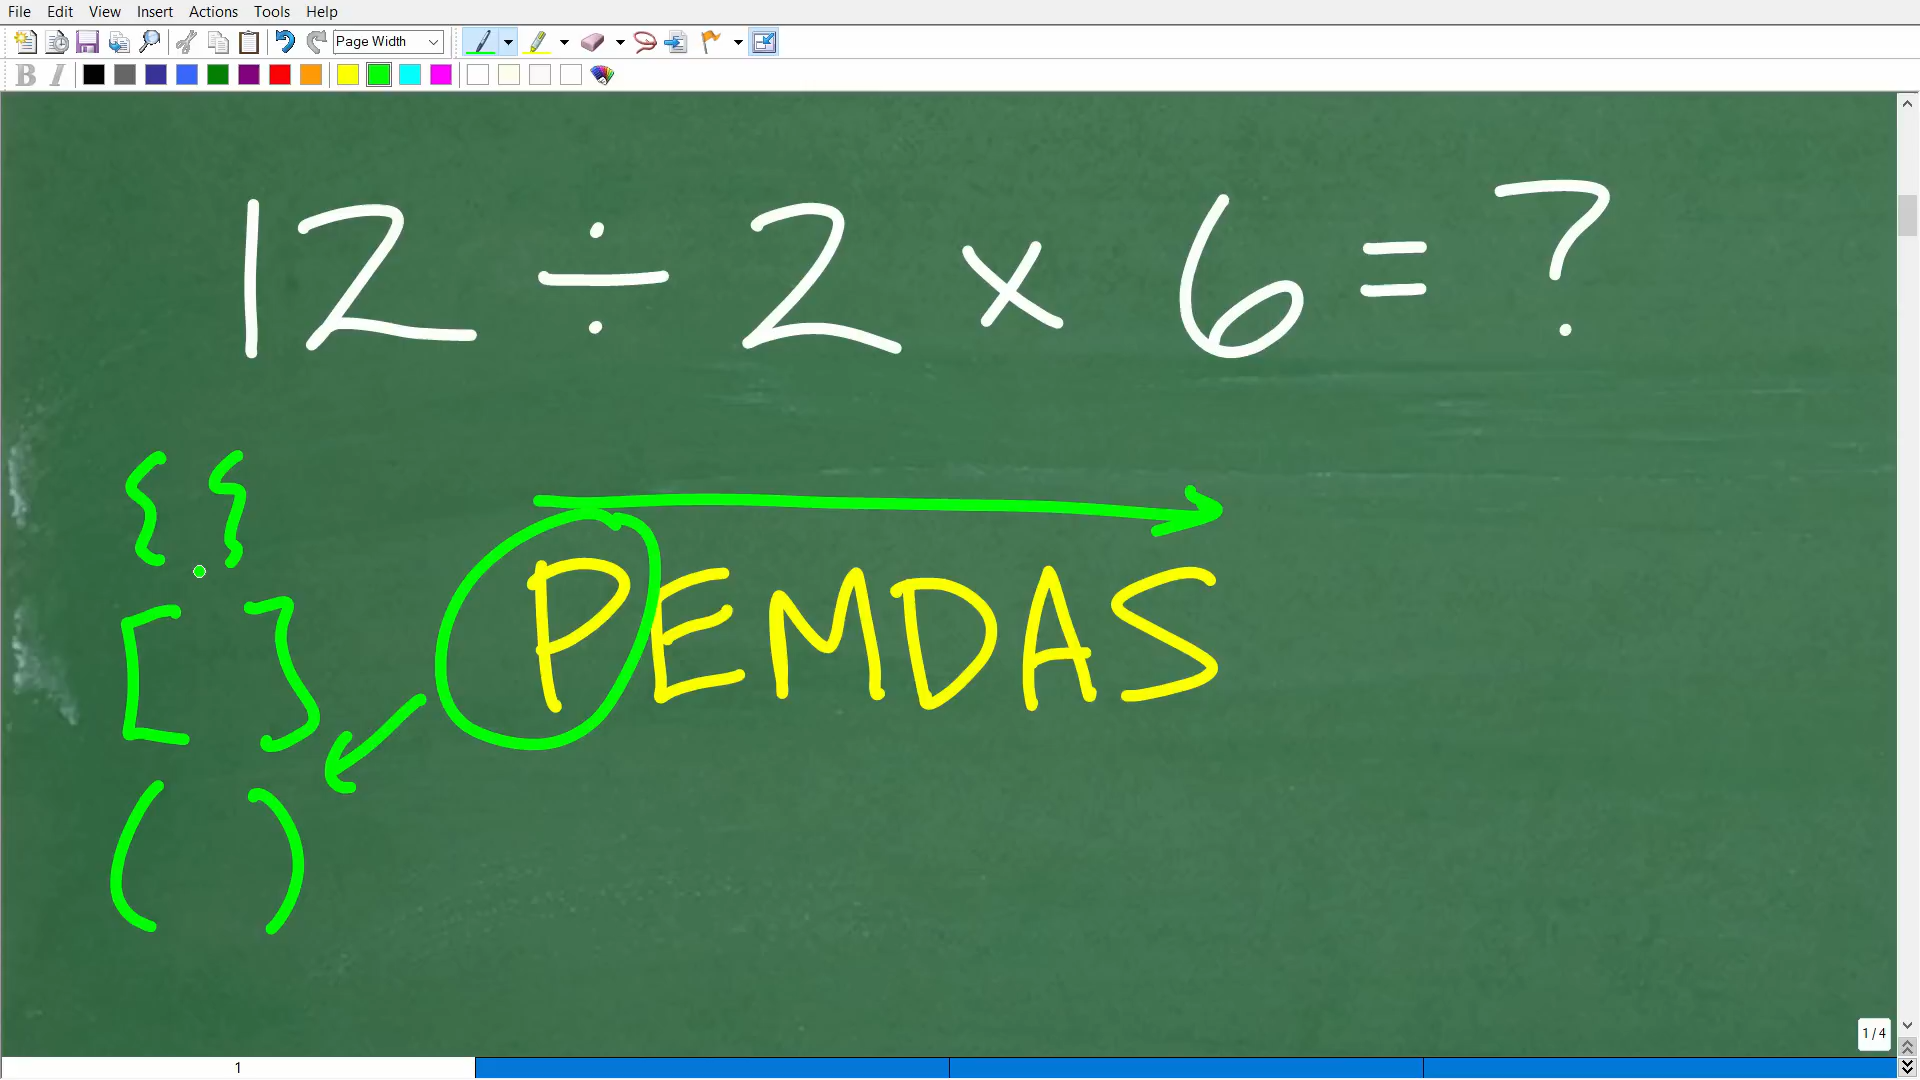 File Edit View Insert Actions Tools Help
Page Width
B I
12 ÷ 2 × 6 = ?
{ {
PEMDAS
[ ]
( )
1 / 4
1